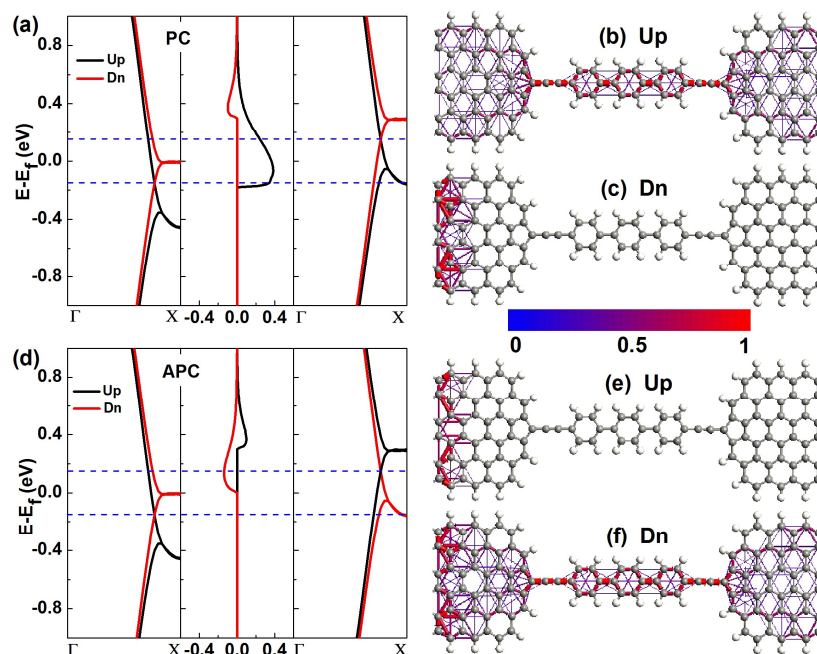 (a)
PC
Up
Dn
E-E_f (eV)
0.8
0.4
0.0
-0.4
-0.8
Γ X -0.4 0.0 0.4 Γ X
(b) Up
(c) Dn
0 0.5 1
(d)
APC
Up
Dn
E-E_f (eV)
0.8
0.4
0.0
-0.4
-0.8
Γ X -0.4 0.0 0.4 Γ X
(e) Up
(f) Dn